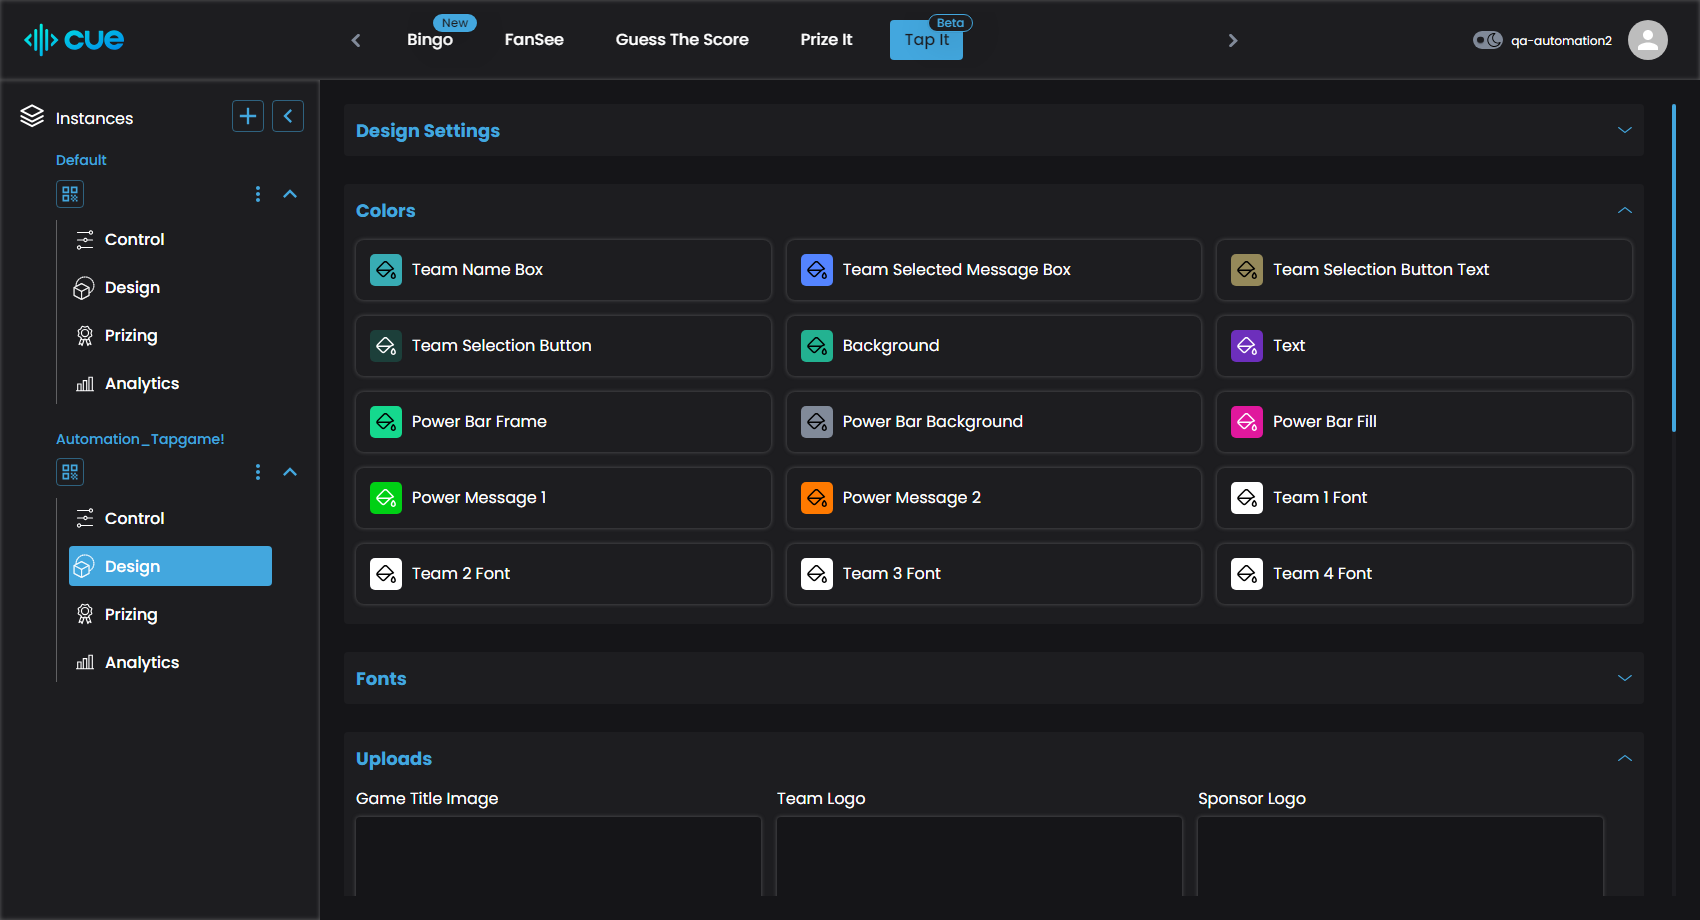 cue
Bingo
New
FanSee
Guess The Score
Prize It
Tap It
Beta
qa-automation2
Instances
Default
Control
Design
Prizing
Analytics
Automation_Tapgame!
Control
Design
Prizing
Analytics
Design Settings
Colors
Team Name Box
Team Selected Message Box
Team Selection Button Text
Team Selection Button
Background
Text
Power Bar Frame
Power Bar Background
Power Bar Fill
Power Message 1
Power Message 2
Team 1 Font
Team 2 Font
Team 3 Font
Team 4 Font
Fonts
Uploads
Game Title Image
Team Logo
Sponsor Logo